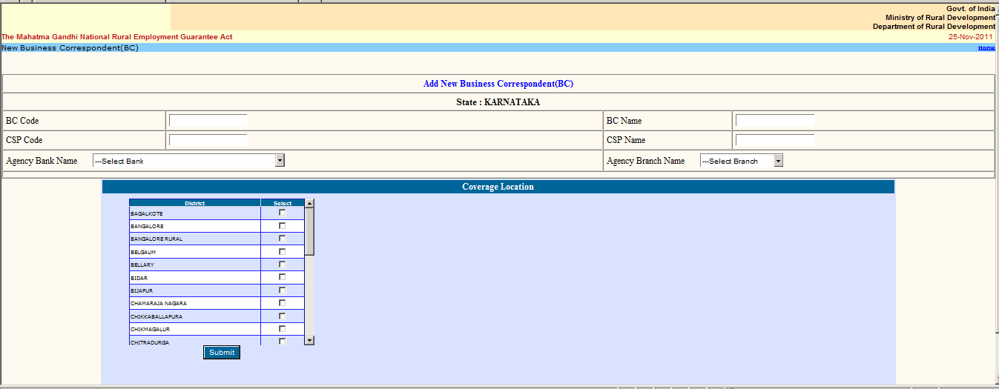 Govt. of India
Ministry of Rural Development
Department of Rural Development
The Mahatma Gandhi National Rural Employment Guarantee Act 25-Nov-2011
New Business Correspondent(BC) Home
Add New Business Correspondent(BC)
State : KARNATAKA
BC Code BC Name
CSP Code CSP Name
Agency Bank Name ---Select Bank Agency Branch Name ---Select Branch
Coverage Location
District Select
BAGALKOTE
BANGALORE
BANGALORE RURAL
BELGAUM
BELLARY
BIDAR
BIJAPUR
CHAMARAJA NAGARA
CHIKKABALLAPURA
CHIKMAGALUR
CHITRADURGA
Submit